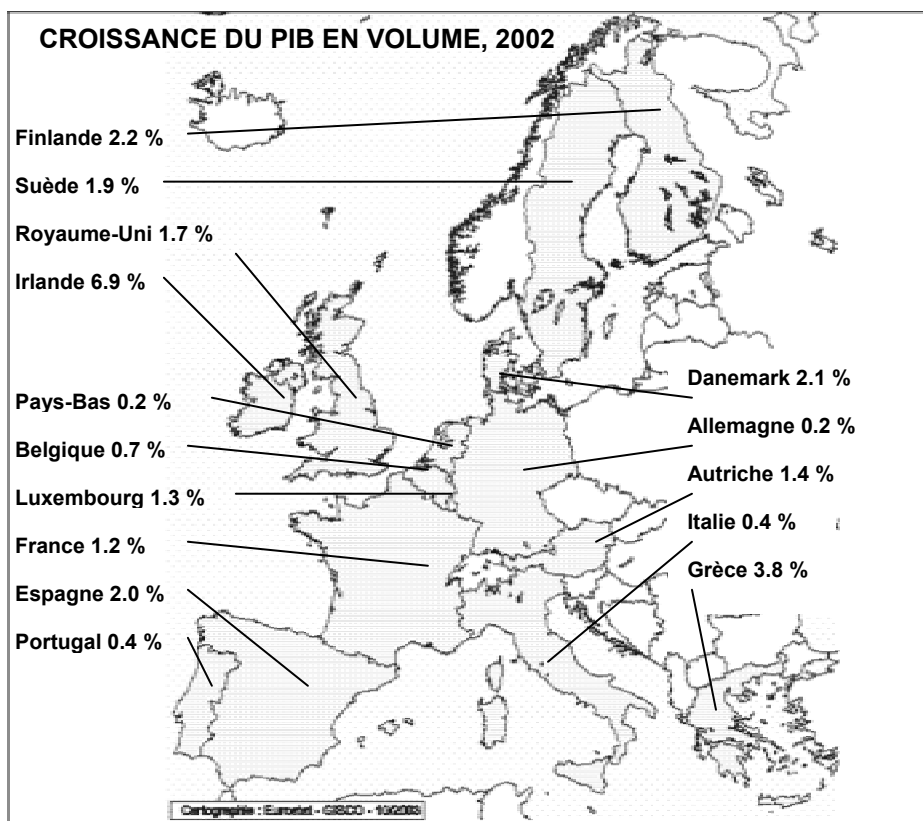 CROISSANCE DU PIB EN VOLUME, 2002
Finlande 2.2 %
Suède 1.9 %
Royaume-Uni 1.7 %
Irlande 6.9 %
Pays-Bas 0.2 %
Belgique 0.7 %
Luxembourg 1.3 %
France 1.2 %
Espagne 2.0 %
Portugal 0.4 %
Danemark 2.1 %
Allemagne 0.2 %
Autriche 1.4 %
Italie 0.4 %
Grèce 3.8 %
Cartographie : Eurostat - GISCO - 10/2003